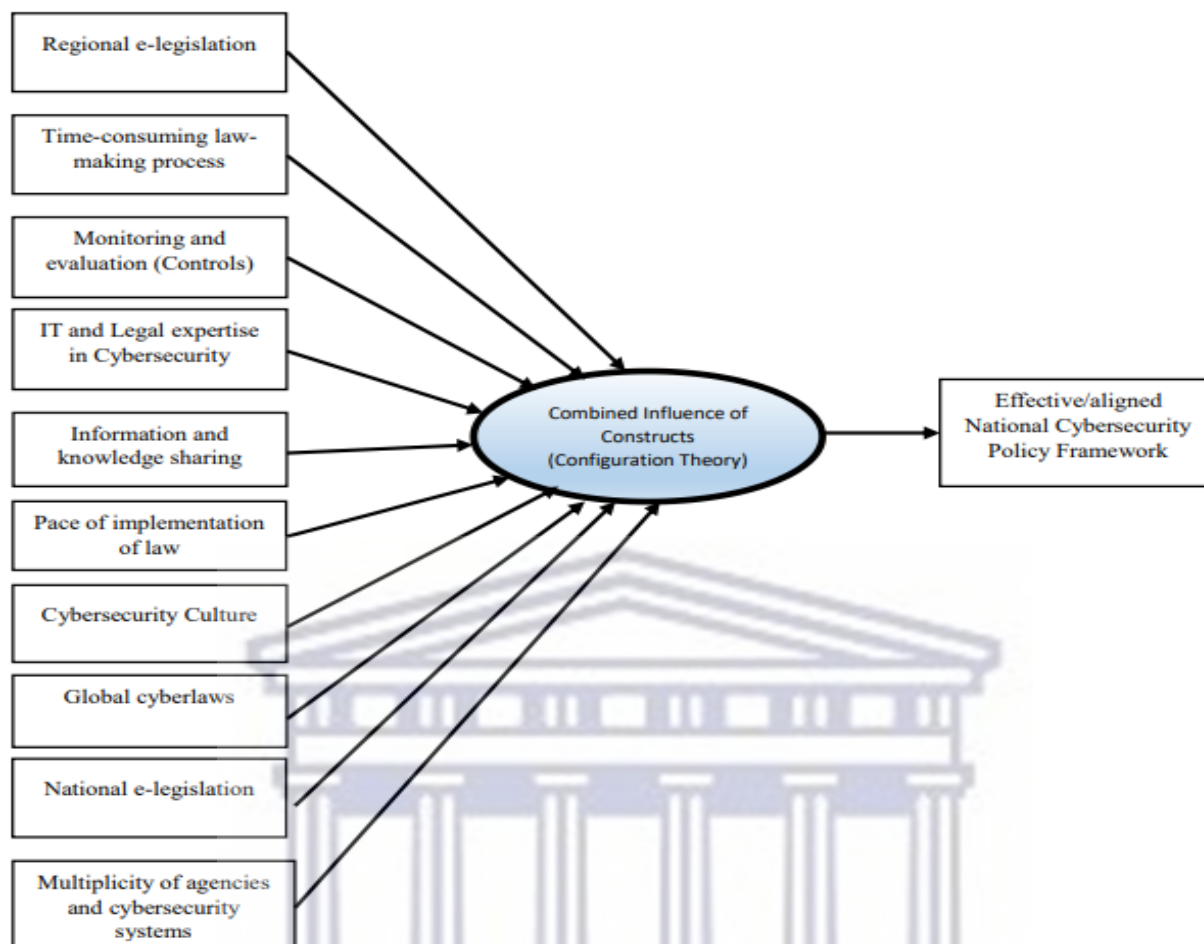 Regional e-legislation
Time-consuming law-
making process
Monitoring and
evaluation (Controls)
IT and Legal expertise
in Cybersecurity
Information and
knowledge sharing
Pace of implementation
of law
Cybersecurity Culture
Global cyberlaws
National e-legislation
Multiplicity of agencies
and cybersecurity
systems
Combined Influence of
Constructs
(Configuration Theory)
Effective/aligned
National Cybersecurity
Policy Framework